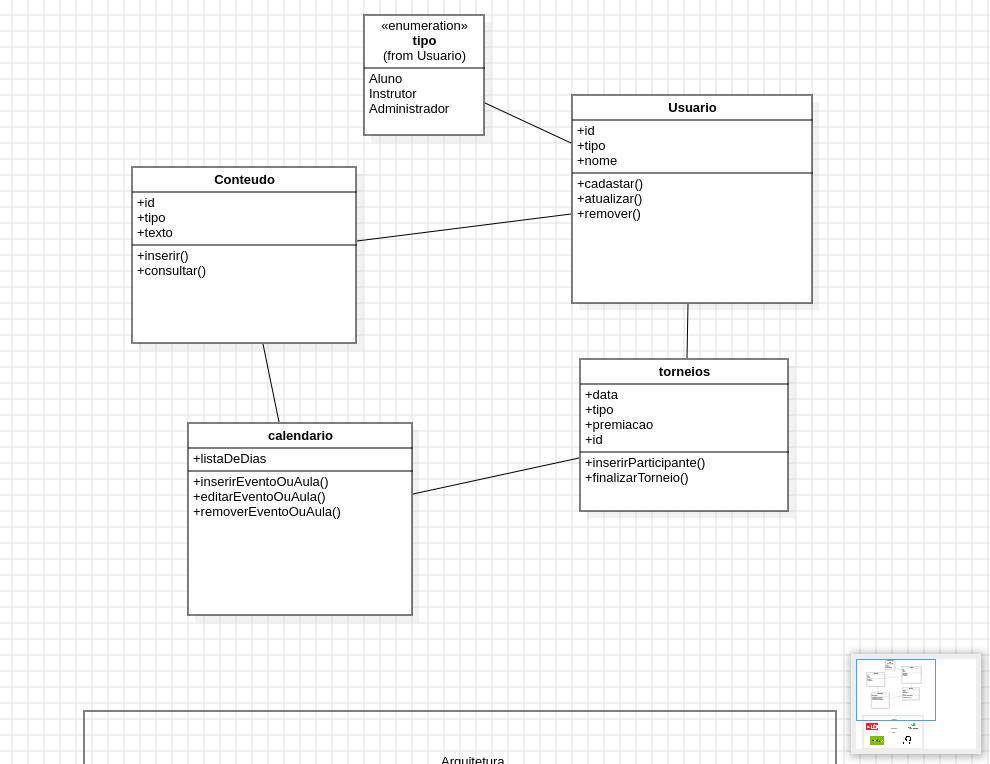 «enumeration»
tipo
(from Usuario)
Aluno
Instrutor
Administrador
Usuario
+id
+tipo
+nome
+cadastar()
+atualizar()
+remover()
Conteudo
+id
+tipo
+texto
+inserir()
+consultar()
torneios
+data
+tipo
+premiacao
+id
+inserirParticipante()
+finalizarTorneio()
calendario
+listaDeDias
+inserirEventoOuAula()
+editarEventoOuAula()
+removerEventoOuAula()
Arquitetura